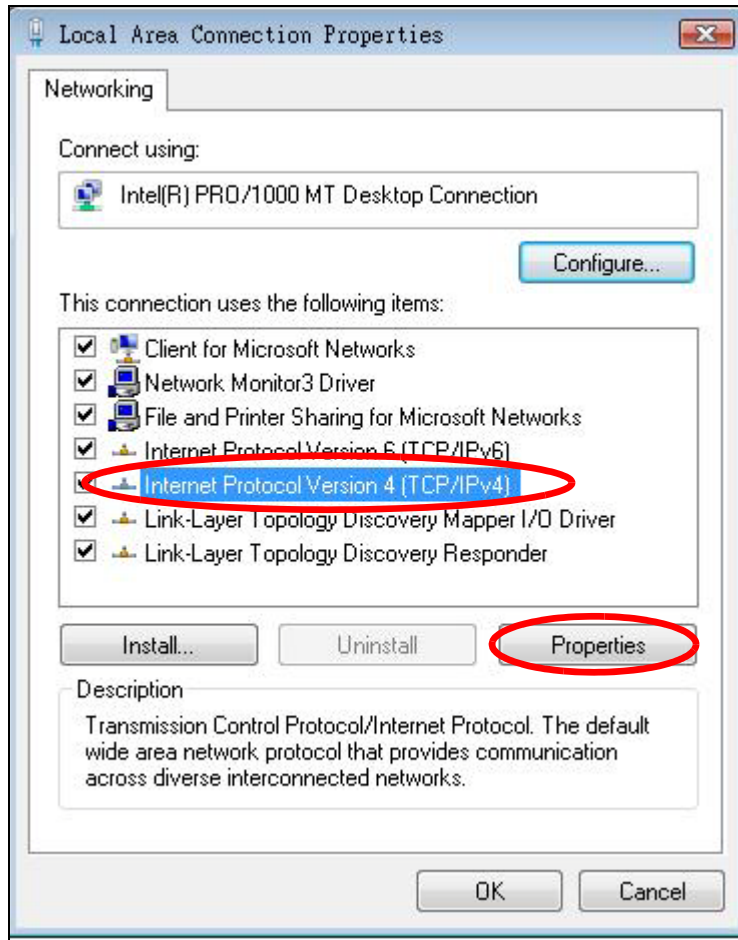 Local Area Connection Properties
Networking
Connect using:
Intel(R) PRO/1000 MT Desktop Connection
Configure...
This connection uses the following items:
Client for Microsoft Networks
Network Monitor3 Driver
File and Printer Sharing for Microsoft Networks
Internet Protocol Version 6 (TCP/IPv6)
Internet Protocol Version 4 (TCP/IPv4)
Link-Layer Topology Discovery Mapper I/O Driver
Link-Layer Topology Discovery Responder
Install...
Uninstall
Properties
Description
Transmission Control Protocol/Internet Protocol. The default
wide area network protocol that provides communication
across diverse interconnected networks.
OK
Cancel